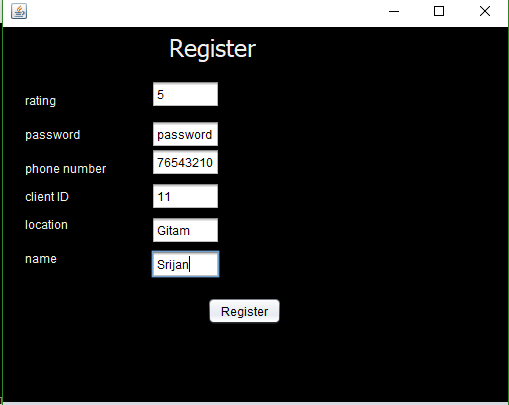 Register
rating 5
password password
phone number 76543210
client ID 11
location Gitam
name Srijan
Register